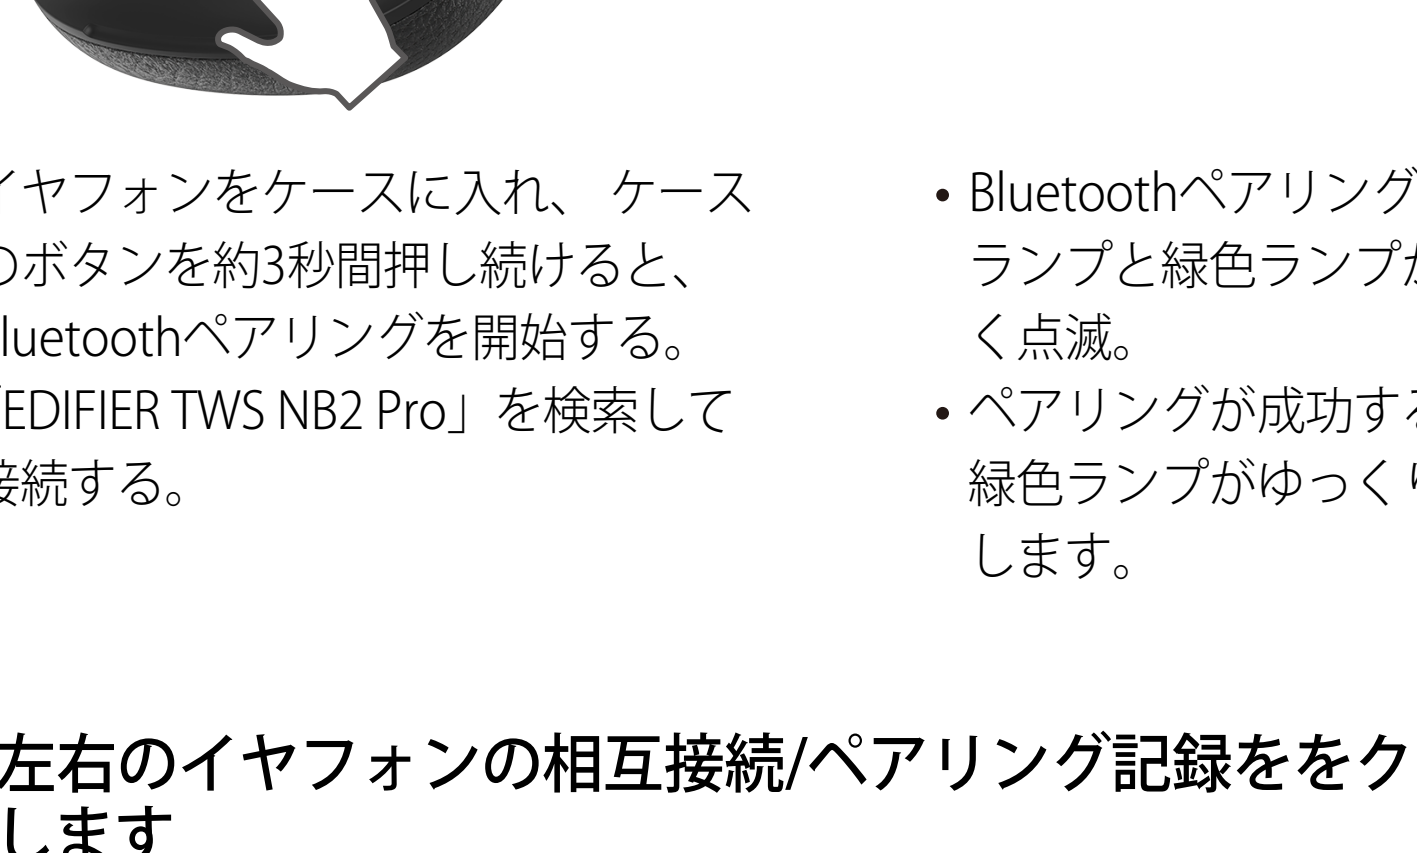 イヤフォンをケースに入れ、 ケース
のボタンを約3秒間押し続けると、
luetoothペアリングを開始する。
「EDIFIER TWS NB2 Pro」を検索して
接続する。
• Bluetoothペアリング
ランプと緑色ランプが
く点滅。
• ペアリングが成功する
緑色ランプがゆっくり
します。
左右のイヤフォンの相互接続/ペアリング記録ををク
します